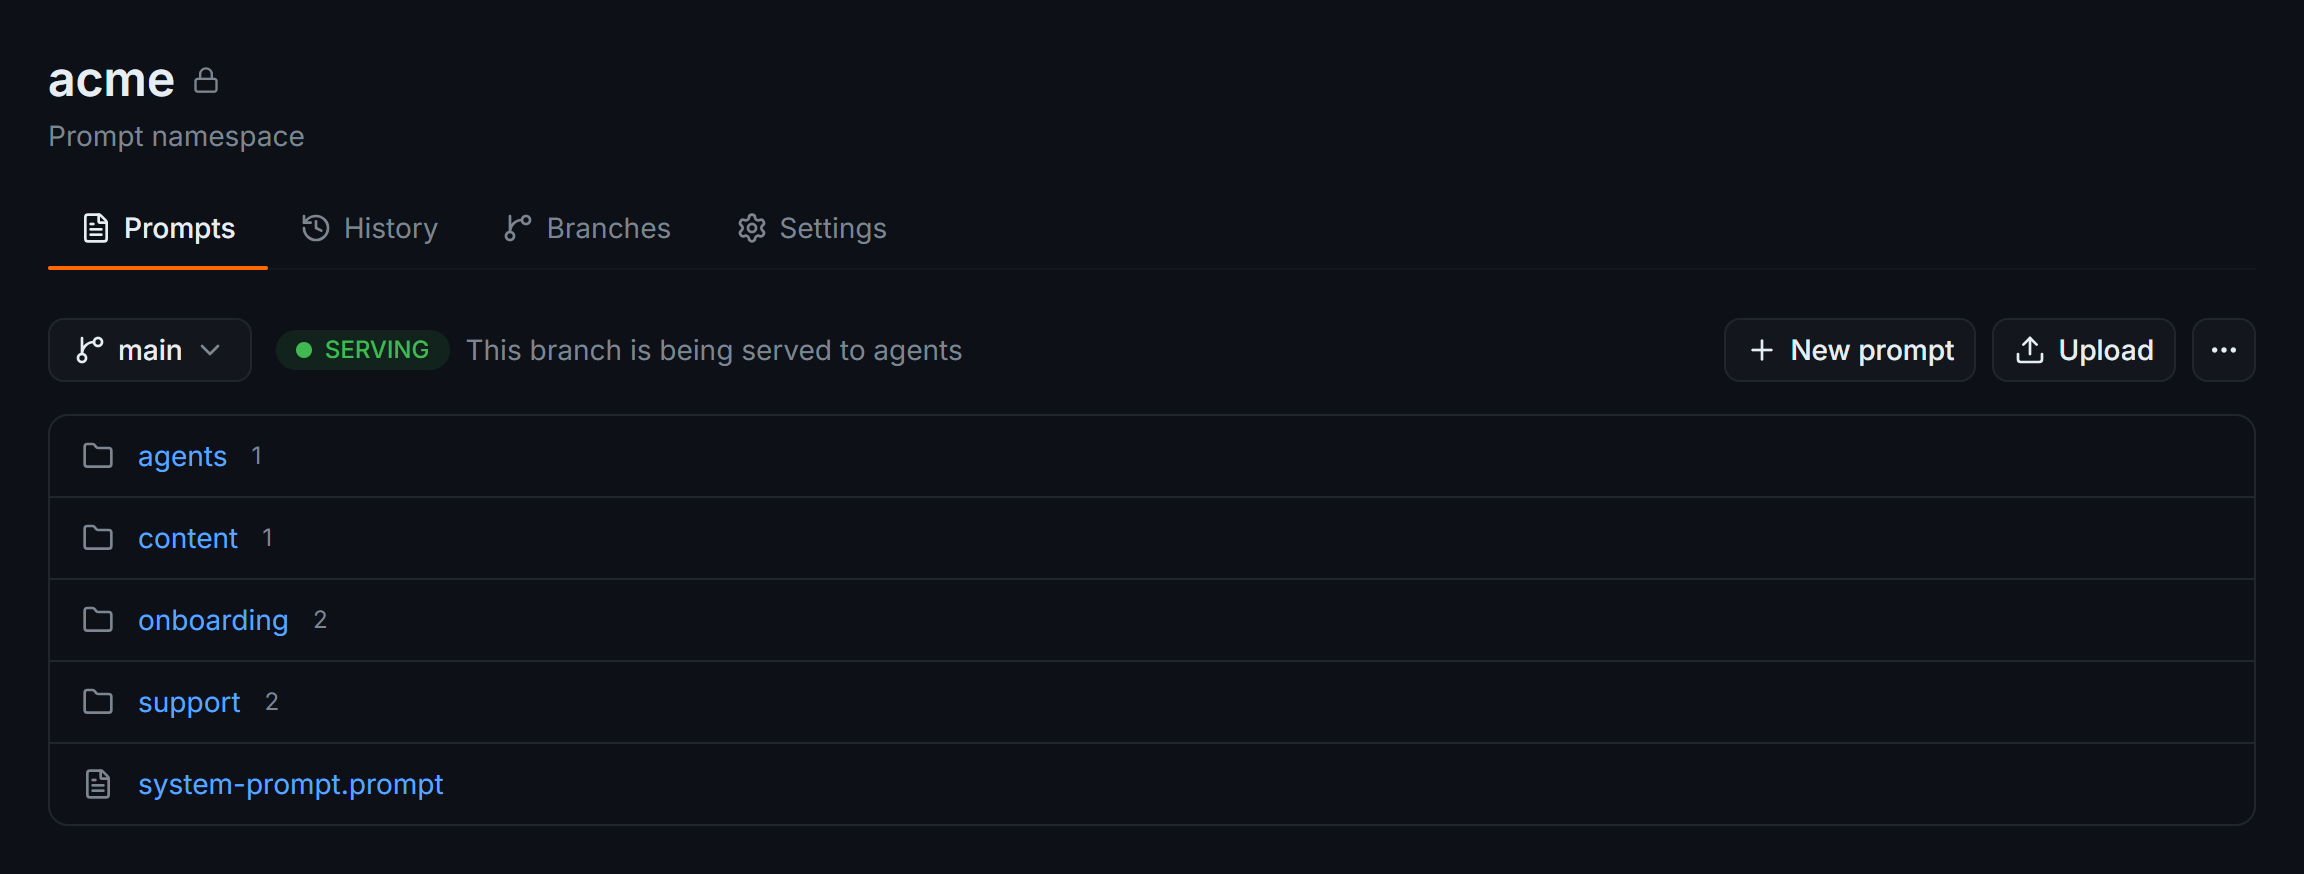 acme
Prompt namespace
Prompts History Branches Settings
main SERVING This branch is being served to agents New prompt Upload
agents 1
content 1
onboarding 2
support 2
system-prompt.prompt